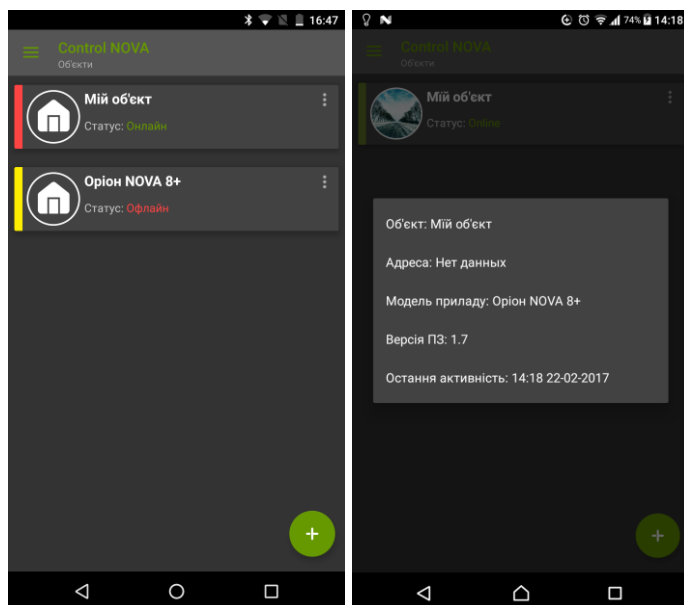 16:47
Control NOVA
Об'єкти
Мій об'єкт
Статус: Онлайн
Оріон NOVA 8+
Статус: Офлайн
+
74% 14:18
Control NOVA
Об'єкти
Мїй об'єкт
Статус: Online
Об'єкт: Мїй об'єкт
Адреса: Нет данных
Модель приладу: Оріон NOVA 8+
Версія ПЗ: 1.7
Остання активність: 14:18 22-02-2017
+